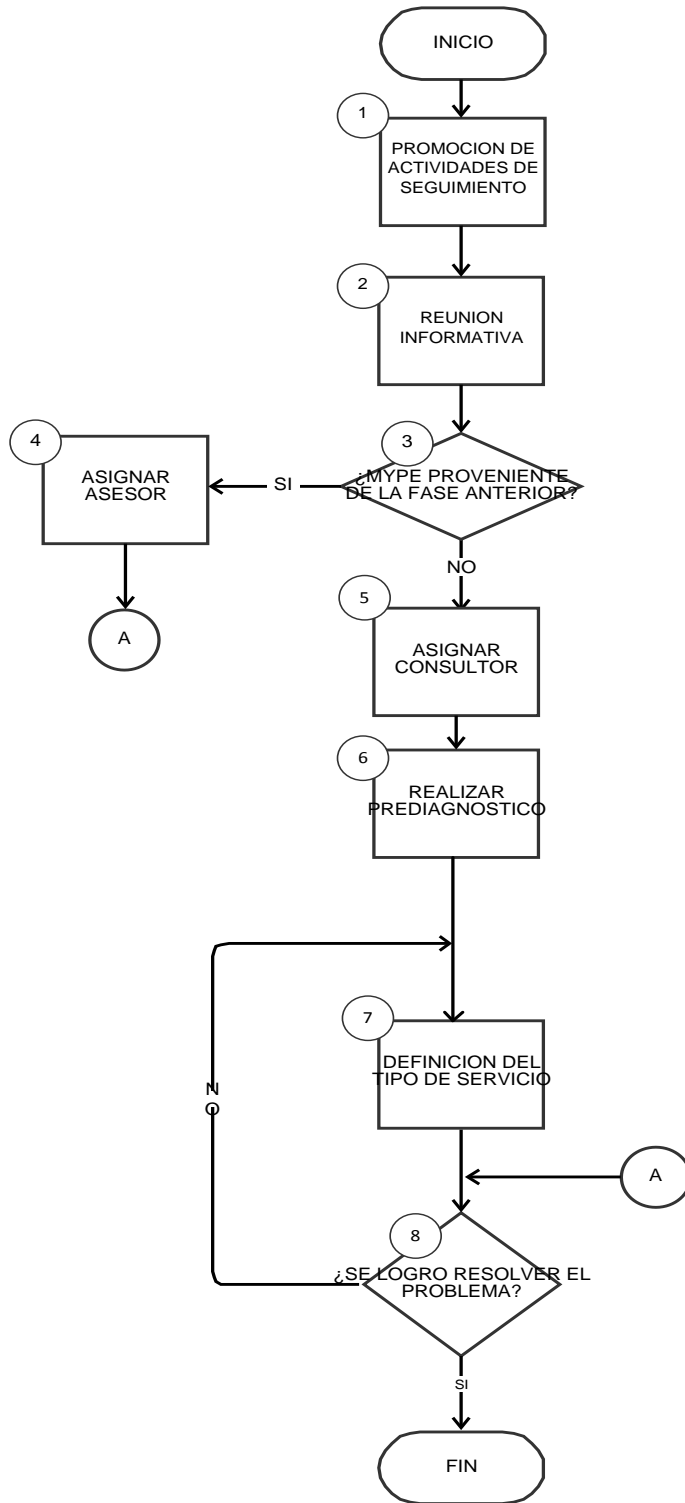 INICIO
1
PROMOCION DE
ACTIVIDADES DE
SEGUIMIENTO
2
REUNION
INFORMATIVA
3
¿MYPE PROVENIENTE
DE LA FASE ANTERIOR?
SI
4
ASIGNAR
ASESOR
A
NO
5
ASIGNAR
CONSULTOR
6
REALIZAR
PREDIAGNOSTICO
7
DEFINICION DEL
TIPO DE SERVICIO
NO
A
8
¿SE LOGRO RESOLVER EL
PROBLEMA?
SI
FIN